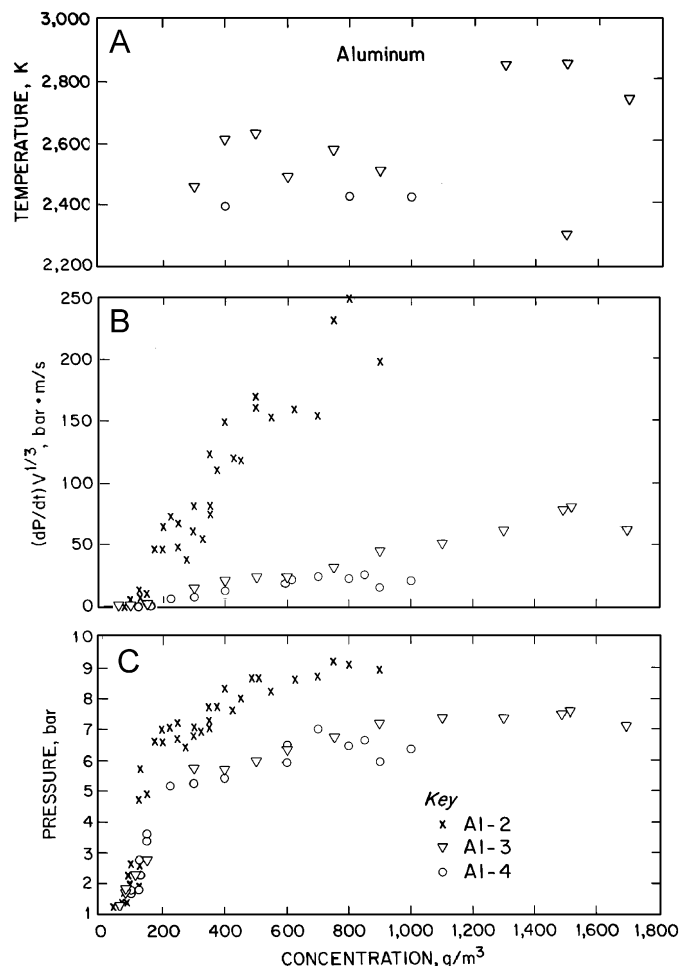 A
Aluminum
TEMPERATURE, K
3,000
2,800
2,600
2,400
2,200
B
(dP/dt)V^1/3, bar•m/s
250
200
150
100
50
0
C
PRESSURE, bar
10
9
8
7
6
5
4
3
2
1
Key
x Al-2
▽ Al-3
○ Al-4
0 200 400 600 800 1,000 1,200 1,400 1,600 1,800
CONCENTRATION, g/m³